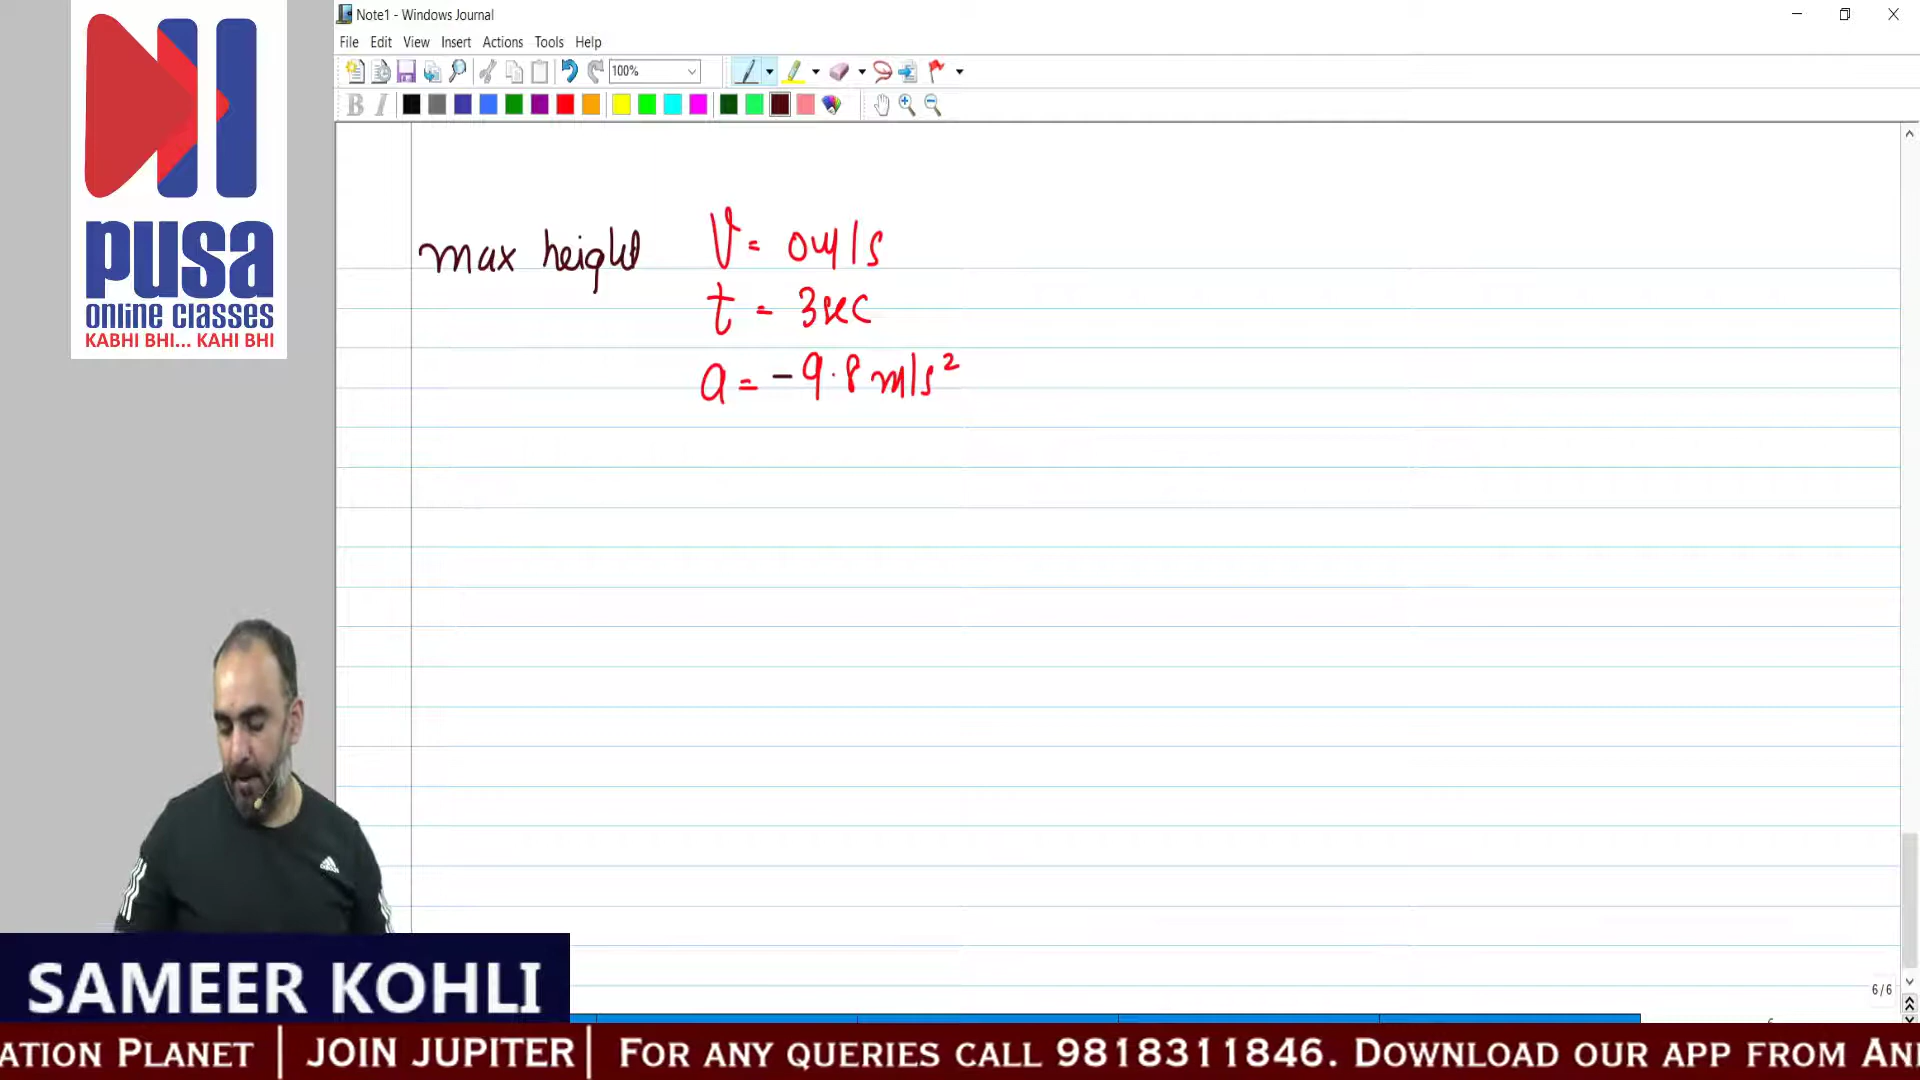 Note1 - Windows Journal
File Edit View Insert Actions Tools Help
100%
B I
pusa
online classes
KABHI BHI... KAHI BHI
max height V = 0m/s
t = 3sec
a = -9.8 m/s²
6/6
SAMEER KOHLI
ATION PLANET | JOIN JUPITER| FOR ANY QUERIES CALL 9818311846. DOWNLOAD OUR APP FROM AN